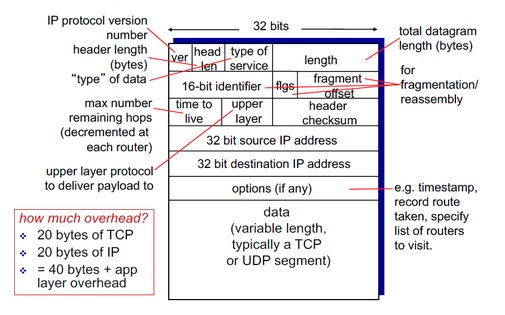 32 bits
IP protocol version
number
header length
(bytes)
“type” of data
max number
remaining hops
(decremented at
each router)
upper layer protocol
to deliver payload to
ver
head
len
type of
service
length
16-bit identifier
flgs
fragment
offset
time to
live
upper
layer
header
checksum
32 bit source IP address
32 bit destination IP address
options (if any)
data
(variable length,
typically a TCP
or UDP segment)
total datagram
length (bytes)
for
fragmentation/
reassembly
e.g. timestamp,
record route
taken, specify
list of routers
to visit.
how much overhead?
❖ 20 bytes of TCP
❖ 20 bytes of IP
❖ = 40 bytes + app
layer overhead